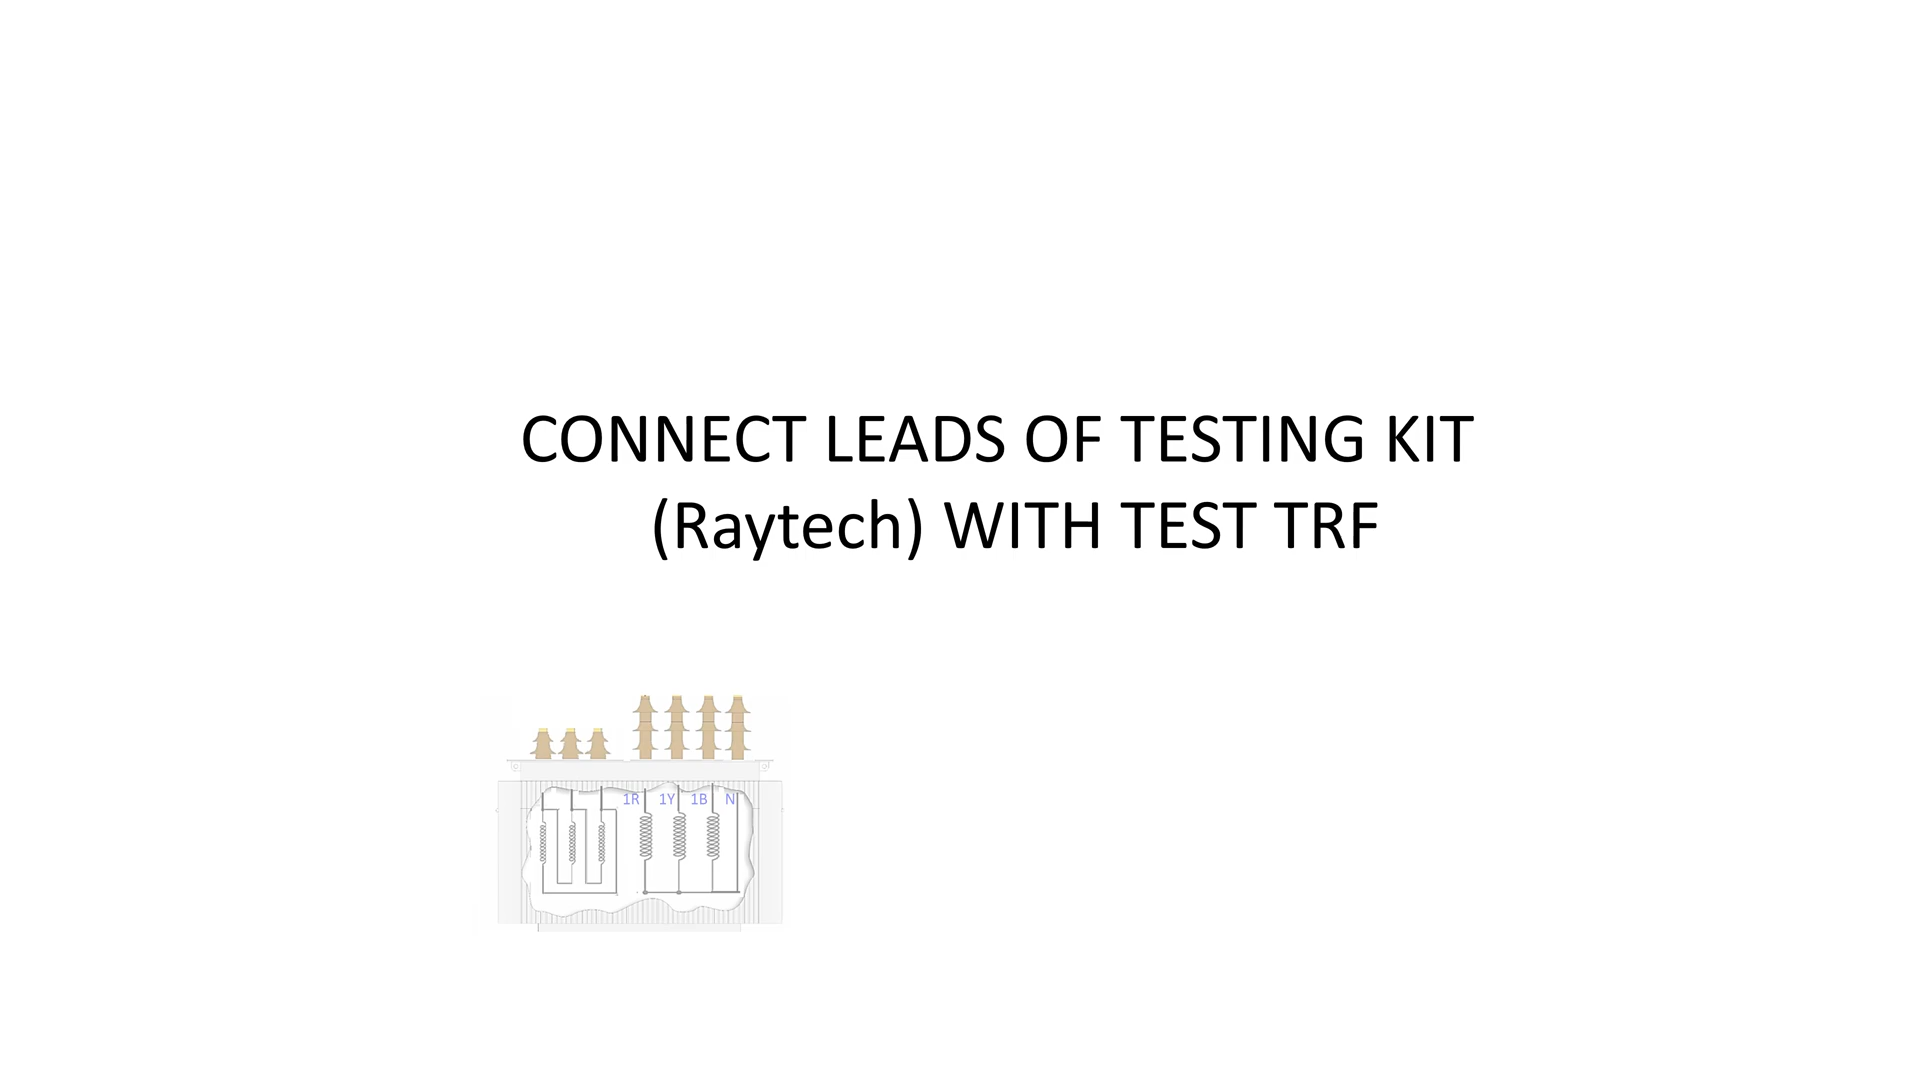 CONNECT LEADS OF TESTING KIT
(Raytech) WITH TEST TRF
1R 1Y 1B N